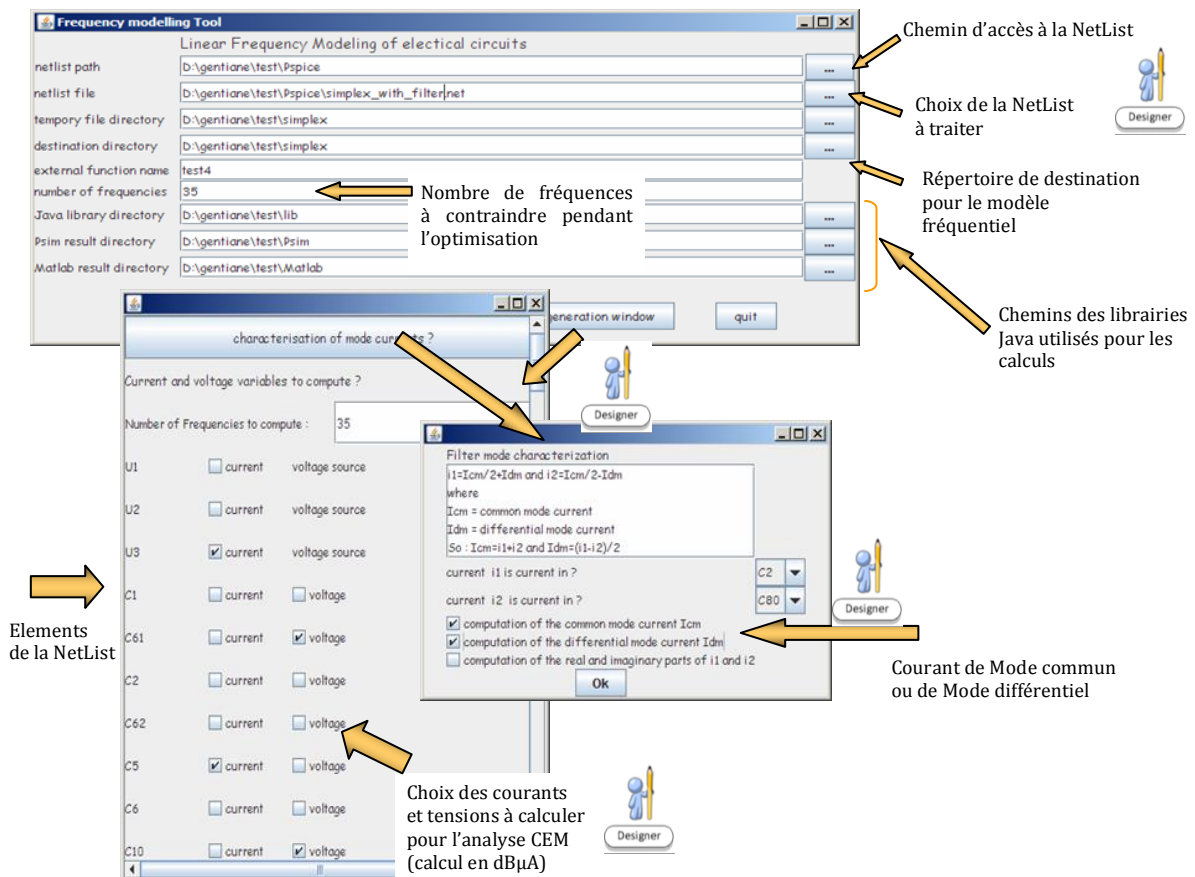 Frequency modelling Tool
Linear Frequency Modeling of electical circuits
netlist path
D:\gentiane\test\Pspice
...
netlist file
D:\gentiane\test\Pspice\simplex_with_filter.net
...
tempory file directory
D:\gentiane\test\simplex
...
destination directory
D:\gentiane\test\simplex
...
external function name
test4
number of frequencies
35
Java library directory
D:\gentiane\test\lib
...
Psim result directory
D:\gentiane\test\Psim
...
Matlab result directory
D:\gentiane\test\Matlab
...
generation window
quit
Chemin d'accès à la NetList
Choix de la NetList
à traiter
Designer
Répertoire de destination
pour le modèle
fréquentiel
Nombre de fréquences
à contraindre pendant
l'optimisation
Chemins des librairies
Java utilisés pour les
calculs
characterisation of mode currents ?
Current and voltage variables to compute ?
Number of Frequencies to compute :
35
U1
current
voltage source
U2
current
voltage source
U3
current
voltage source
C1
current
voltage
C61
current
voltage
C2
current
voltage
C62
current
voltage
C5
current
voltage
C6
current
voltage
C10
current
voltage
Designer
Filter mode characterization
i1=Icm/2+Idm and i2=Icm/2-Idm
where
Icm = common mode current
Idm = differential mode current
So : Icm=i1+i2 and Idm=(i1-i2)/2
current i1 is current in ?
C2
current i2 is current in ?
C80
computation of the common mode current Icm
computation of the differential mode current Idm
computation of the real and imaginary parts of i1 and i2
Ok
Designer
Elements
de la NetList
Courant de Mode commun
ou de Mode différentiel
Choix des courants
et tensions à calculer
pour l'analyse CEM
(calcul en dBµA)
Designer